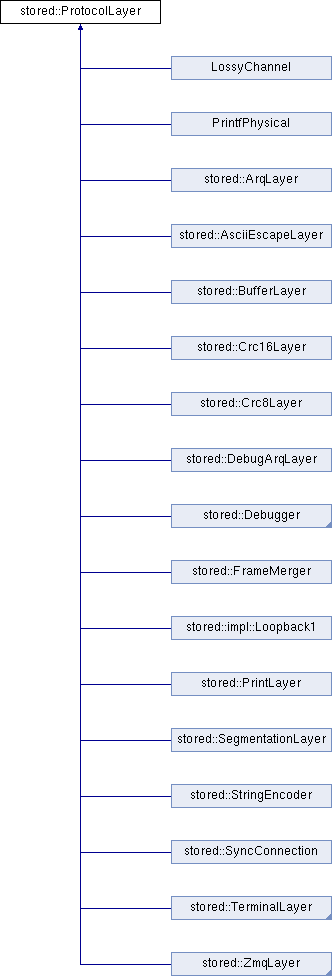 stored::ProtocolLayer
LossyChannel
PrintfPhysical
stored::ArqLayer
stored::AsciiEscapeLayer
stored::BufferLayer
stored::Crc16Layer
stored::Crc8Layer
stored::DebugArqLayer
stored::Debugger
stored::FrameMerger
stored::impl::Loopback1
stored::PrintLayer
stored::SegmentationLayer
stored::StringEncoder
stored::SyncConnection
stored::TerminalLayer
stored::ZmqLayer